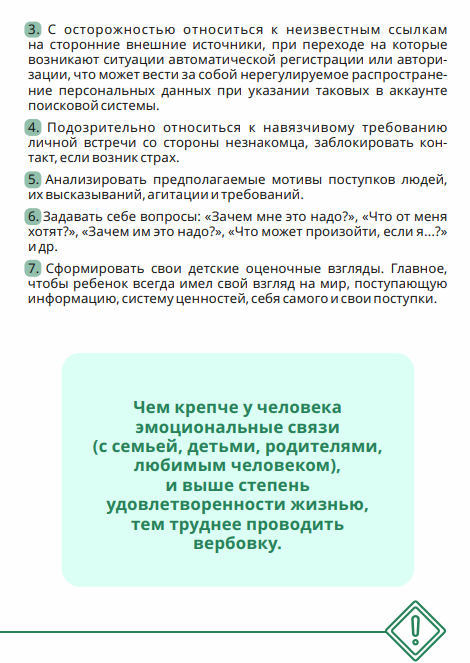 3. С осторожностью относиться к неизвестным ссылкам
на сторонние внешние источники, при переходе на которые
возникают ситуации автоматической регистрации или автори-
зации, что может вести за собой нерегулируемое распростране-
ние персональных данных при указании таковых в аккаунте
поисковой системы.
4. Подозрительно относиться к навязчивому требованию
личной встречи со стороны незнакомца, заблокировать кон-
такт, если возник страх.
5. Анализировать предполагаемые мотивы поступков людей,
их высказываний, агитации и требований.
6. Задавать себе вопросы: «Зачем мне это надо?», «Что от меня
хотят?», «Зачем им это надо?», «Что может произойти, если я...?»
и др.
7. Сформировать свои детские оценочные взгляды. Главное,
чтобы ребенок всегда имел свой взгляд на мир, поступающую
информацию, систему ценностей, себя самого и свои поступки.
Чем крепче у человека
эмоциональные связи
(с семьей, детьми, родителями,
любимым человеком),
и выше степень
удовлетворенности жизнью,
тем труднее проводить
вербовку.